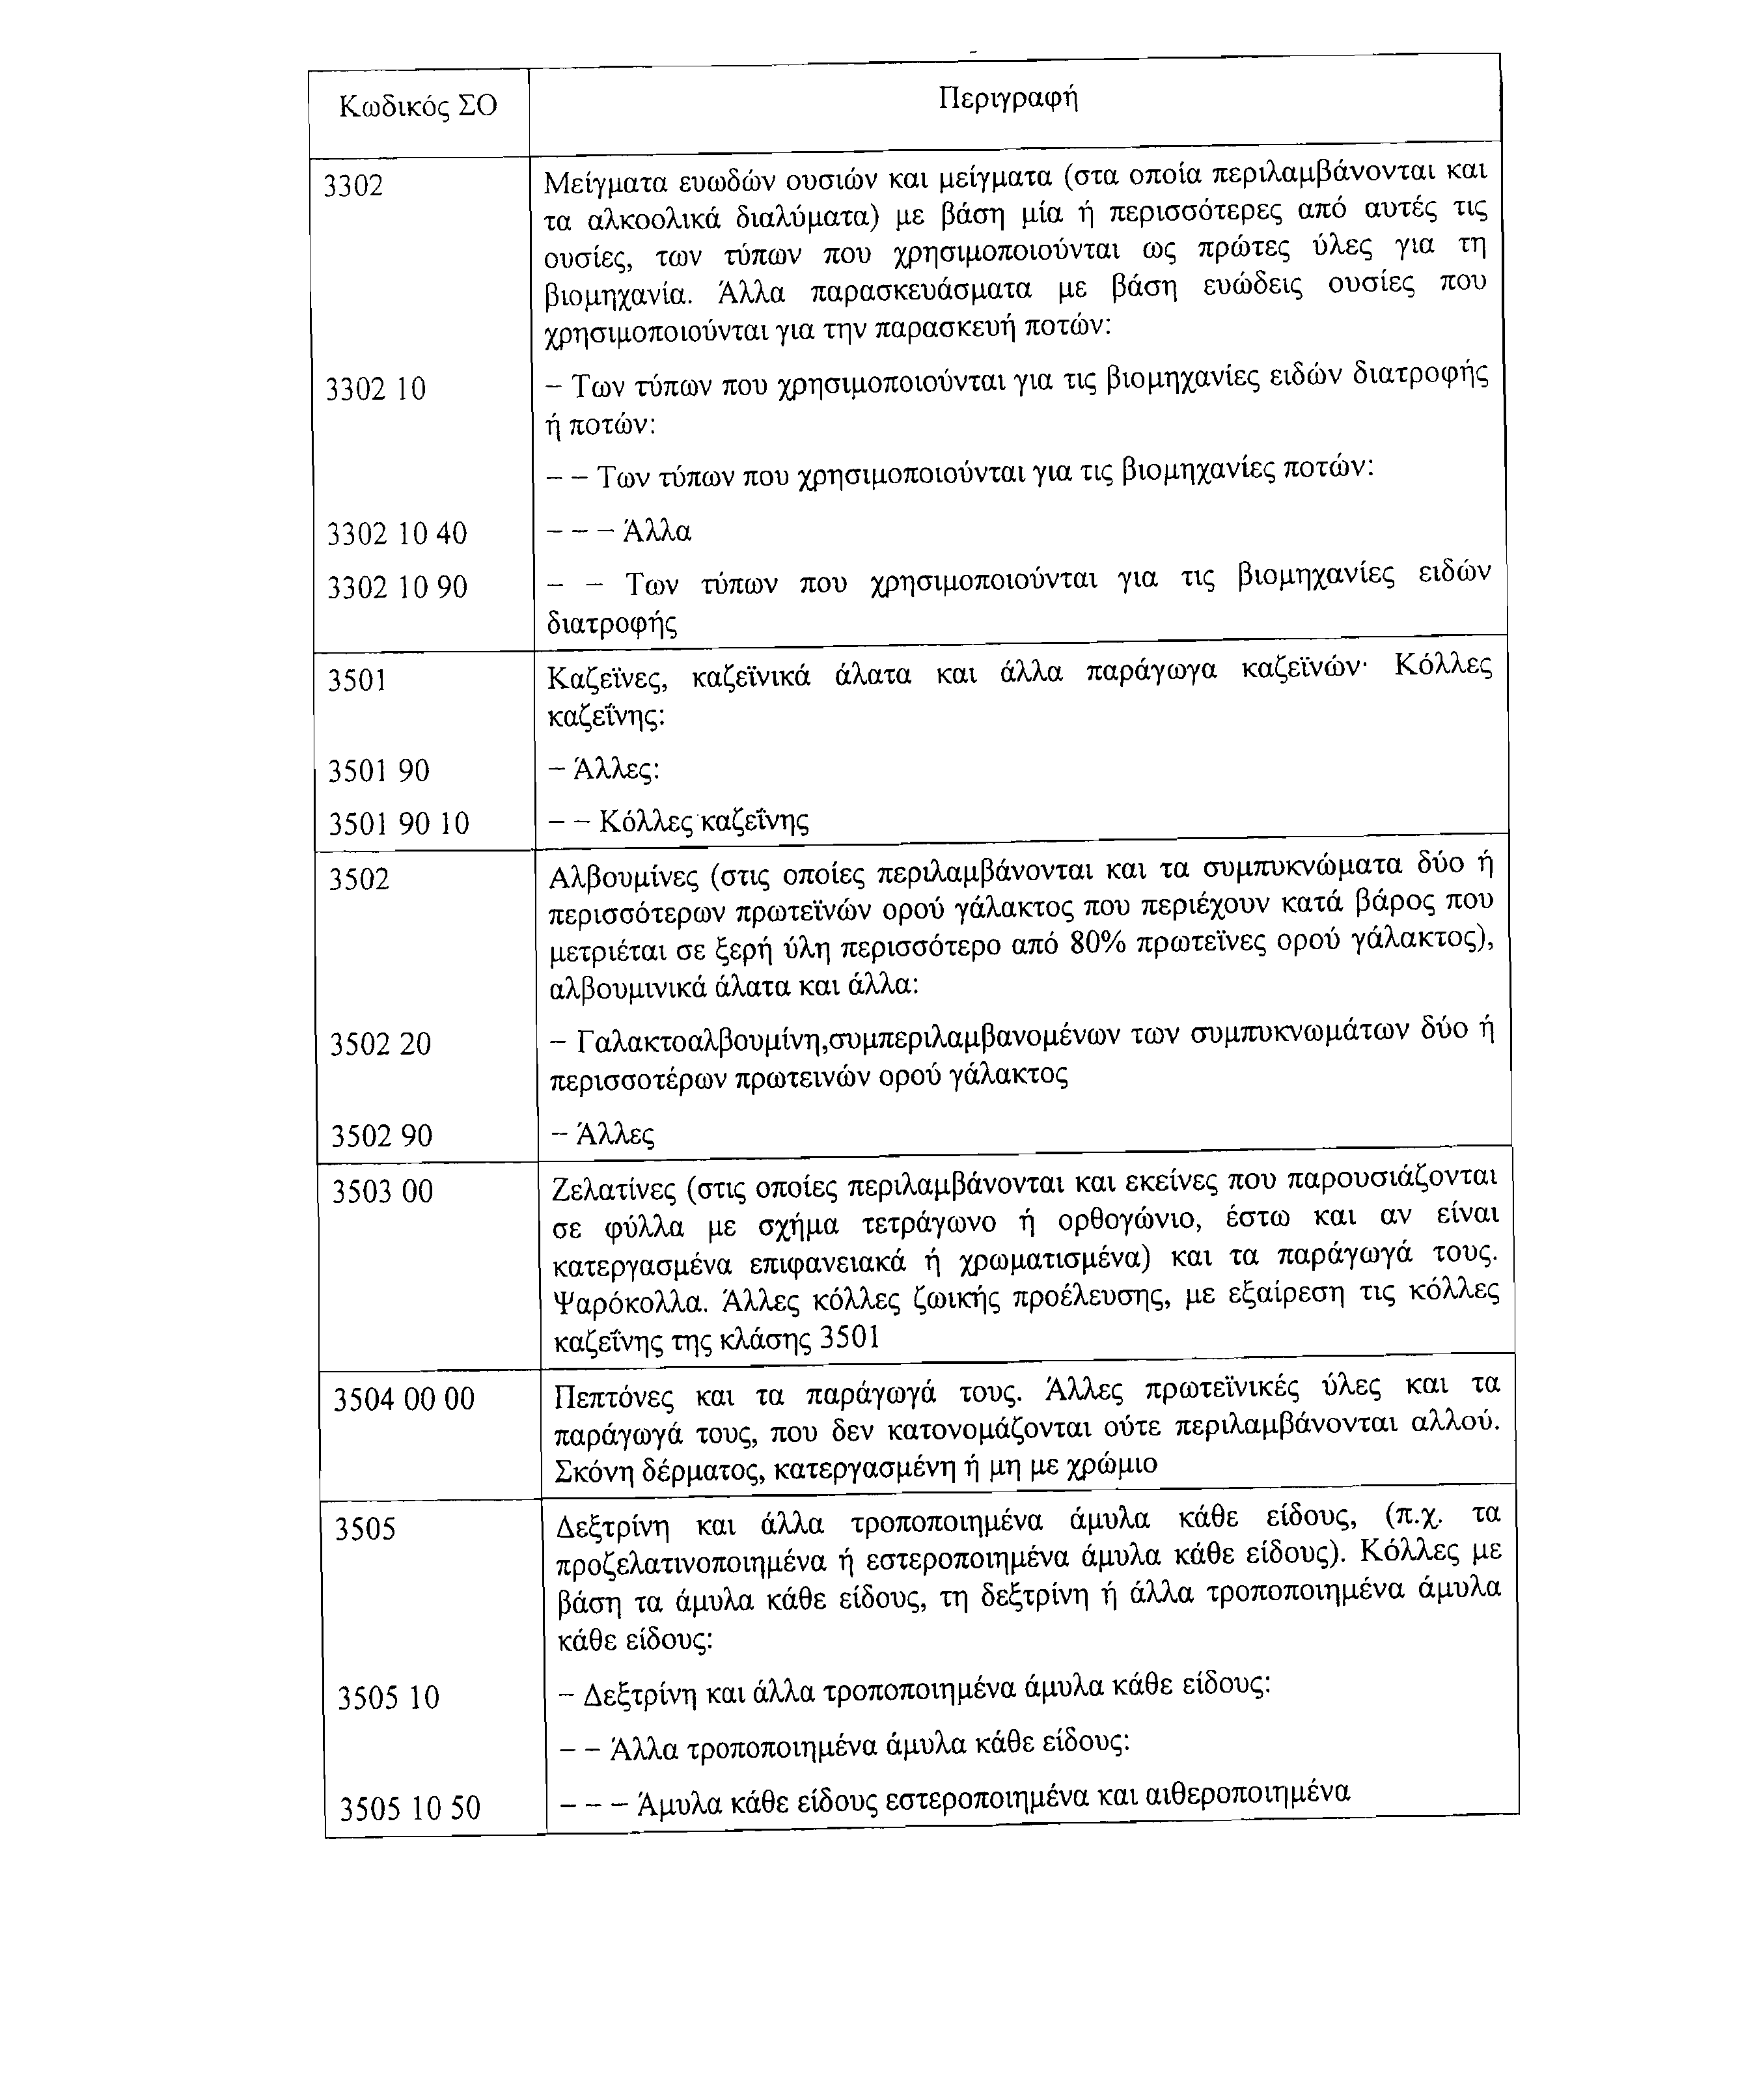 Κωδικός ΣΟ Περιγραφή
3302 Μείγματα ευωδών ουσιών και μείγματα (στα οποία περιλαμβάνονται και
τα αλκοολικά διαλύματα) με βάση μία ή περισσότερες από αυτές τις
ουσίες, των τύπων που χρησιμοποιούνται ως πρώτες ύλες για τη
βιομηχανία. Άλλα παρασκευάσματα με βάση ευώδεις ουσίες που
χρησιμοποιούνται για την παρασκευή ποτών:
3302 10 – Των τύπων που χρησιμοποιούνται για τις βιομηχανίες ειδών διατροφής
ή ποτών:
– – Των τύπων που χρησιμοποιούνται για τις βιομηχανίες ποτών:
3302 10 40 – – – Άλλα
3302 10 90 – – Των τύπων που χρησιμοποιούνται για τις βιομηχανίες ειδών
διατροφής
3501 Καζεϊνες, καζεϊνικά άλατα και άλλα παράγωγα καζεϊνών· Κόλλες
καζεΐνης:
3501 90 – Άλλες:
3501 90 10 – – Κόλλες καζεΐνης
3502 Αλβουμίνες (στις οποίες περιλαμβάνονται και τα συμπυκνώματα δύο ή
περισσότερων πρωτεϊνών ορού γάλακτος που περιέχουν κατά βάρος που
μετριέται σε ξερή ύλη περισσότερο από 80% πρωτεϊνες ορού γάλακτος),
αλβουμινικά άλατα και άλλα:
3502 20 – Γαλακτοαλβουμίνη,συμπεριλαμβανομένων των συμπυκνωμάτων δύο ή
περισσοτέρων πρωτεινών ορού γάλακτος
3502 90 – Άλλες
3503 00 Ζελατίνες (στις οποίες περιλαμβάνονται και εκείνες που παρουσιάζονται
σε φύλλα με σχήμα τετράγωνο ή ορθογώνιο, έστω και αν είναι
κατεργασμένα επιφανειακά ή χρωματισμένα) και τα παράγωγά τους.
Ψαρόκολλα. Άλλες κόλλες ζωικής προέλευσης, με εξαίρεση τις κόλλες
καζεΐνης της κλάσης 3501
3504 00 00 Πεπτόνες και τα παράγωγά τους. Άλλες πρωτεϊνικές ύλες και τα
παράγωγά τους, που δεν κατονομάζονται ούτε περιλαμβάνονται αλλού.
Σκόνη δέρματος, κατεργασμένη ή μη με χρώμιο
3505 Δεξτρίνη και άλλα τροποποιημένα άμυλα κάθε είδους, (π.χ. τα
προζελατινοποιημένα ή εστεροποιημένα άμυλα κάθε είδους). Κόλλες με
βάση τα άμυλα κάθε είδους, τη δεξτρίνη ή άλλα τροποποιημένα άμυλα
κάθε είδους:
3505 10 – Δεξτρίνη και άλλα τροποποιημένα άμυλα κάθε είδους:
– – Άλλα τροποποιημένα άμυλα κάθε είδους:
3505 10 50 – – – Άμυλα κάθε είδους εστεροποιημένα και αιθεροποιημένα